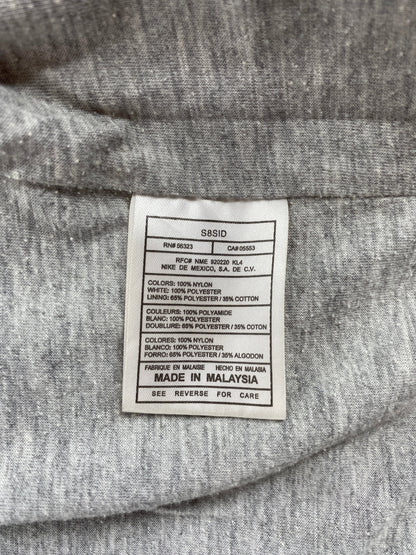 S8SID
RN# 56323 CA# 05553
RFC# NME 920220 KL4
NIKE DE MEXICO, S.A. DE C.V.
COLORS: 100% NYLON
WHITE: 100% POLYESTER
LINING: 65% POLYESTER / 35% COTTON
COULEURS: 100% POLYAMIDE
BLANC: 100% POLYESTER
DOUBLURE: 65% POLYESTER / 35% COTON
COLORES: 100% NYLON
BLANCO: 100% POLYESTER
FORRO: 65% POLYESTER / 35% ALGODON
FABRIQUE EN MALAISIE HECHO EN MALASIA
MADE IN MALAYSIA
SEE REVERSE FOR CARE